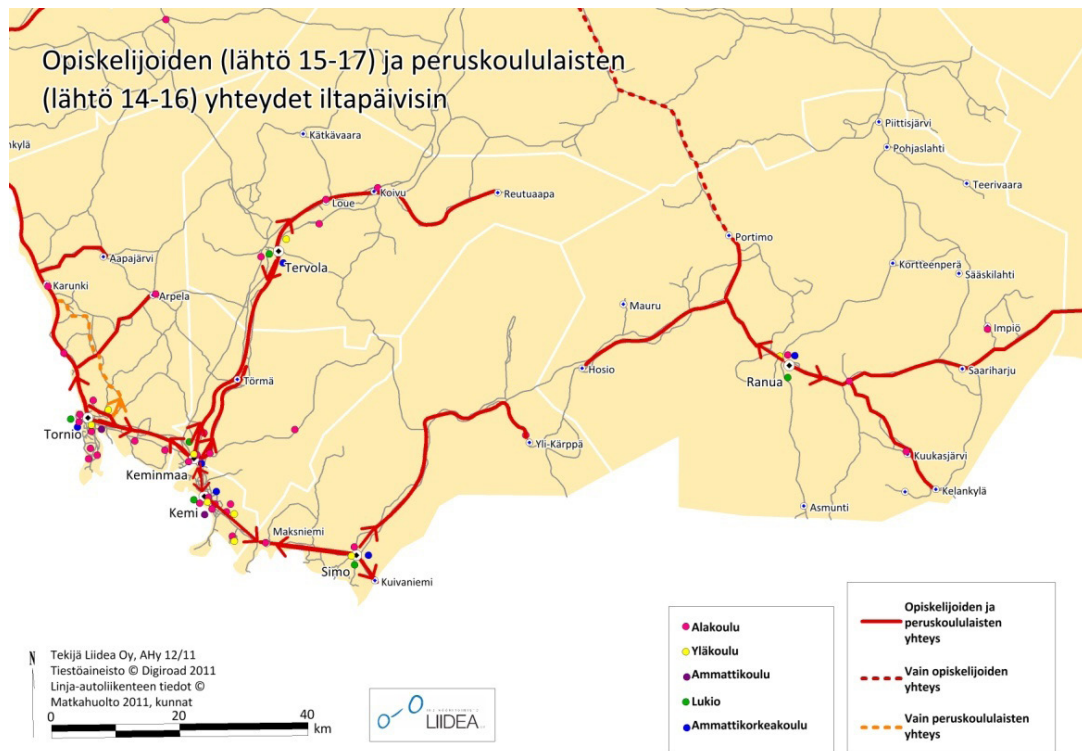 Opiskelijoiden (lähtö 15-17) ja peruskoululaisten
(lähtö 14-16) yhteydet iltapäivisin
Kätkävaara
Piittisjärvi
nkylä
Pohjaslahti
Teerivaara
Koivu
Reutuaapa
Loue
Portimo
Aapajärvi
Tervola
Kortteenperä
Sääskilahti
Karunki
Arpela
Mauru
Impiö
Hosio
Ranua
Saariharju
Törmä
Tornio
Yli-Kärppä
Kuukasjärvi
Keminmaa
Kelankylä
Kemi
Asmunti
Maksniemi
Simo
Kuivaniemi
Alakoulu
Yläkoulu
Ammattikoulu
Lukio
Ammattikorkeakoulu
Opiskelijoiden ja
peruskoululaisten
yhteys
Vain opiskelijoiden
yhteys
Vain peruskoululaisten
yhteys
N
Tekijä Liidea Oy, AHy 12/11
Tiestöaineisto © Digiroad 2011
Linja-autoliikenteen tiedot ©
Matkahuolto 2011, kunnat
0 20 40
km
LIIDEA